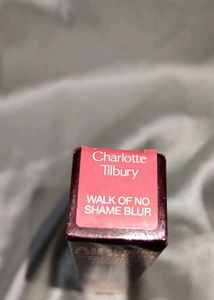 Charlotte
Tilbury
WALK OF NO
SHAME BLUR